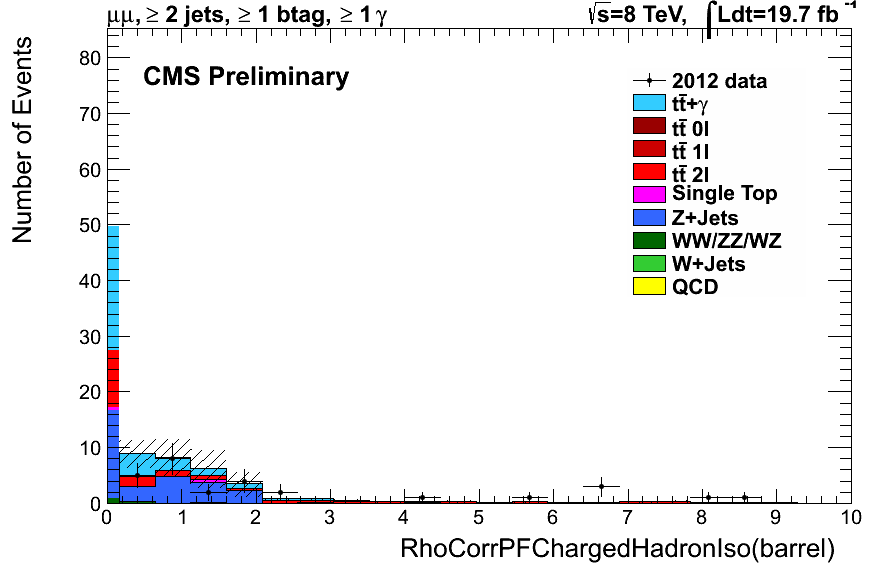 μμ, ≥ 2 jets, ≥ 1 btag, ≥ 1 γ
√s=8 TeV, ∫Ldt=19.7 fb⁻¹
CMS Preliminary
2012 data
tt̄+γ
tt̄ 0l
tt̄ 1l
tt̄ 2l
Single Top
Z+Jets
WW/ZZ/WZ
W+Jets
QCD
Number of Events
80
70
60
50
40
30
20
10
0
0 1 2 3 4 5 6 7 8 9 10
RhoCorrPFChargedHadronIso(barrel)